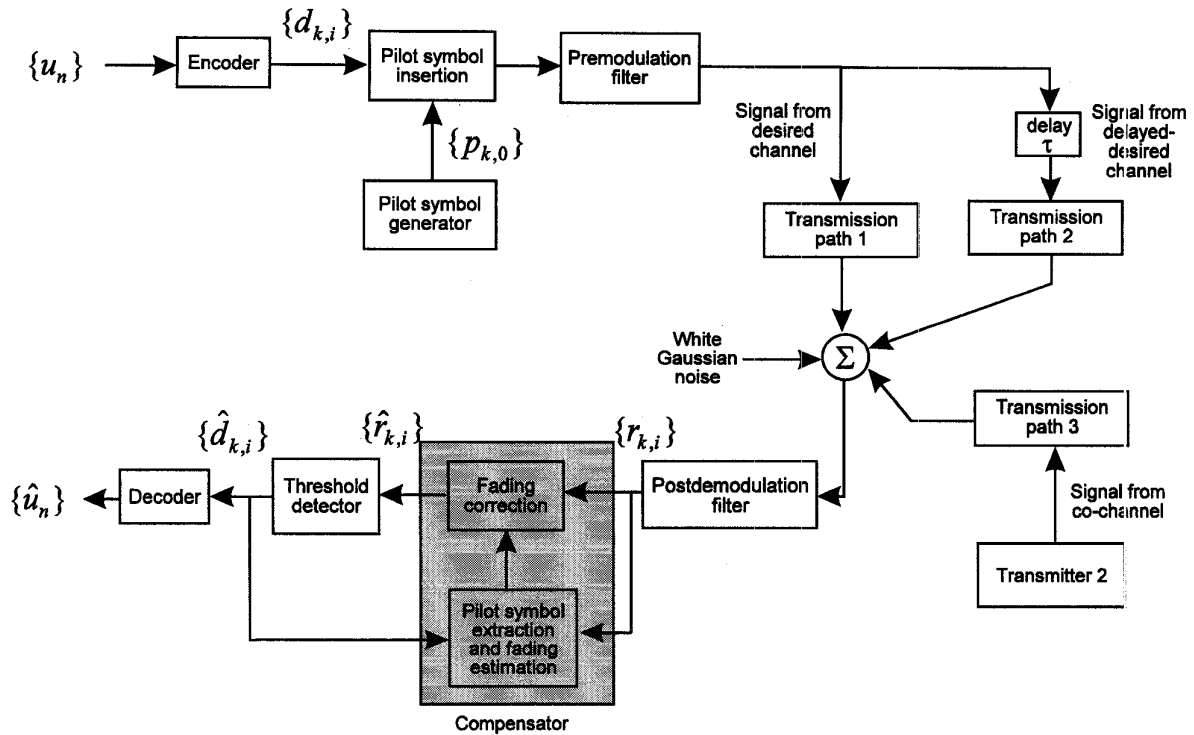 {u_n}
Encoder
{d_{k,i}}
Pilot symbol
insertion
{p_{k,0}}
Pilot symbol
generator
Premodulation
filter
Signal from
desired
channel
delay
τ
Signal from
delayed-
desired
channel
Transmission
path 1
Transmission
path 2
White
Gaussian
noise
Σ
Transmission
path 3
Signal from
co-channel
Transmitter 2
Postdemodulation
filter
{r_{k,i}}
Fading
correction
Pilot symbol
extraction
and fading
estimation
Compensator
{r̂_{k,i}}
Threshold
detector
{d̂_{k,i}}
Decoder
{û_n}